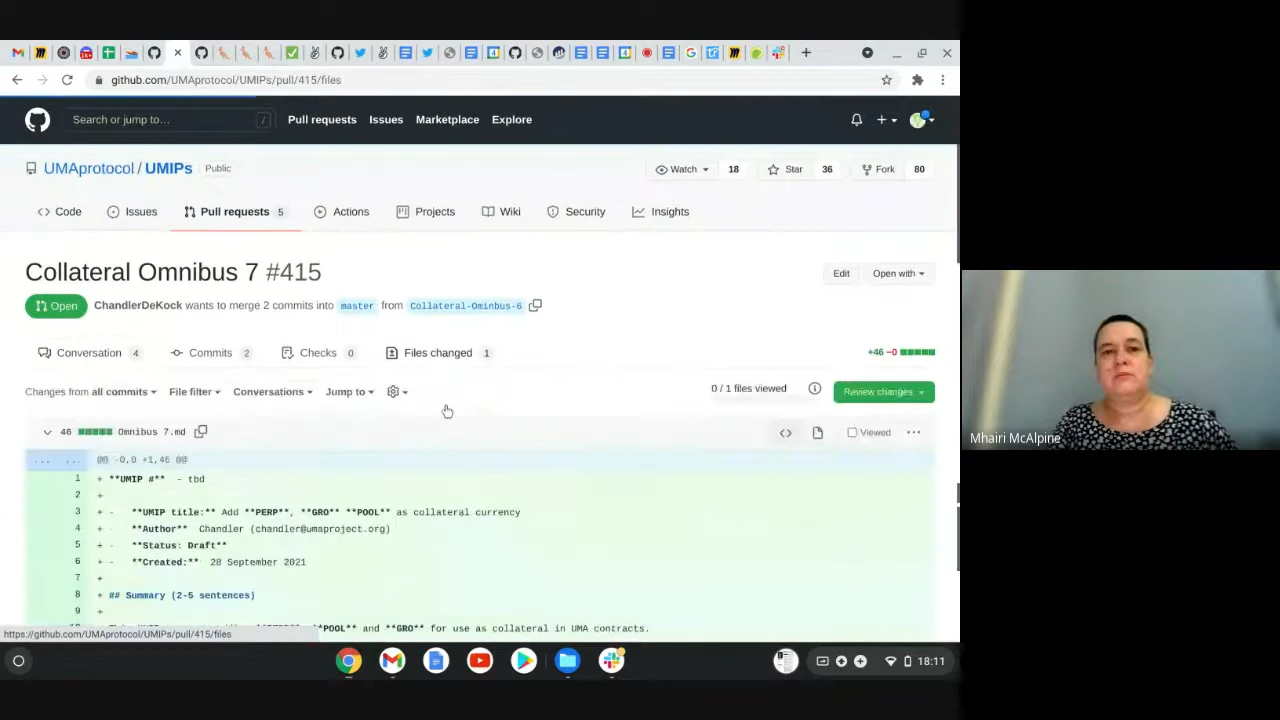 github.com/UMAprotocol/UMIPs/pull/415/files
Search or jump to… /
Pull requests Issues Marketplace Explore
UMAprotocol / UMIPs Public
Watch 18 Star 36 Fork 80
Code Issues Pull requests 5 Actions Projects Wiki Security Insights
Collateral Omnibus 7 #415
Edit Open with
Open ChandlerDeKock wants to merge 2 commits into master from Collateral-Ominbus-6
Conversation 4 Commits 2 Checks 0 Files changed 1
+46 −0
Changes from all commits File filter Conversations Jump to
0 / 1 files viewed Review changes
46 Omnibus 7.md Viewed
... ... @@ -0,0 +1,46 @@
1 + **UMIP #** - tbd
2 +
3 + - **UMIP title:** Add **PERP**, **GRO** **POOL** as collateral currency
4 + - **Author** Chandler (chandler@umaproject.org)
5 + - **Status: Draft**
6 + - **Created:** 28 September 2021
7 +
8 + ## Summary (2-5 sentences)
9 +
**POOL** and **GRO** for use as collateral in UMA contracts.
https://github.com/UMAprotocol/UMIPs/pull/415/files
18:11
Mhairi McAlpine